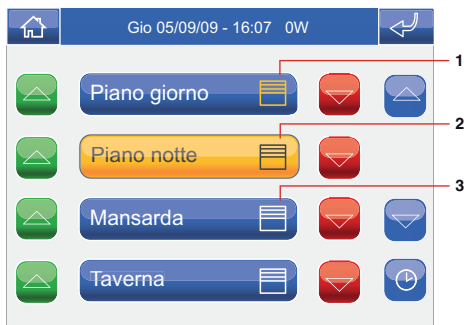 Gio 05/09/09 - 16:07 0W
1
Piano giorno
2
Piano notte
3
Mansarda
Taverna